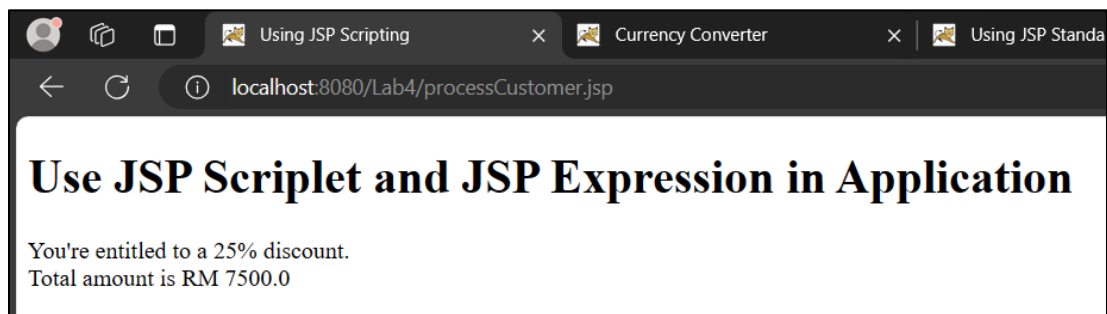 Using JSP Scripting
Currency Converter
Using JSP Standa
localhost:8080/Lab4/processCustomer.jsp
Use JSP Scriplet and JSP Expression in Application
You're entitled to a 25% discount.
Total amount is RM 7500.0